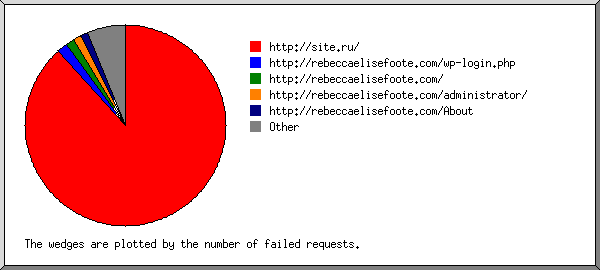 http://site.ru/
http://rebeccaelisefoote.com/wp-login.php
http://rebeccaelisefoote.com/
http://rebeccaelisefoote.com/administrator/
http://rebeccaelisefoote.com/About
Other
The wedges are plotted by the number of failed requests.